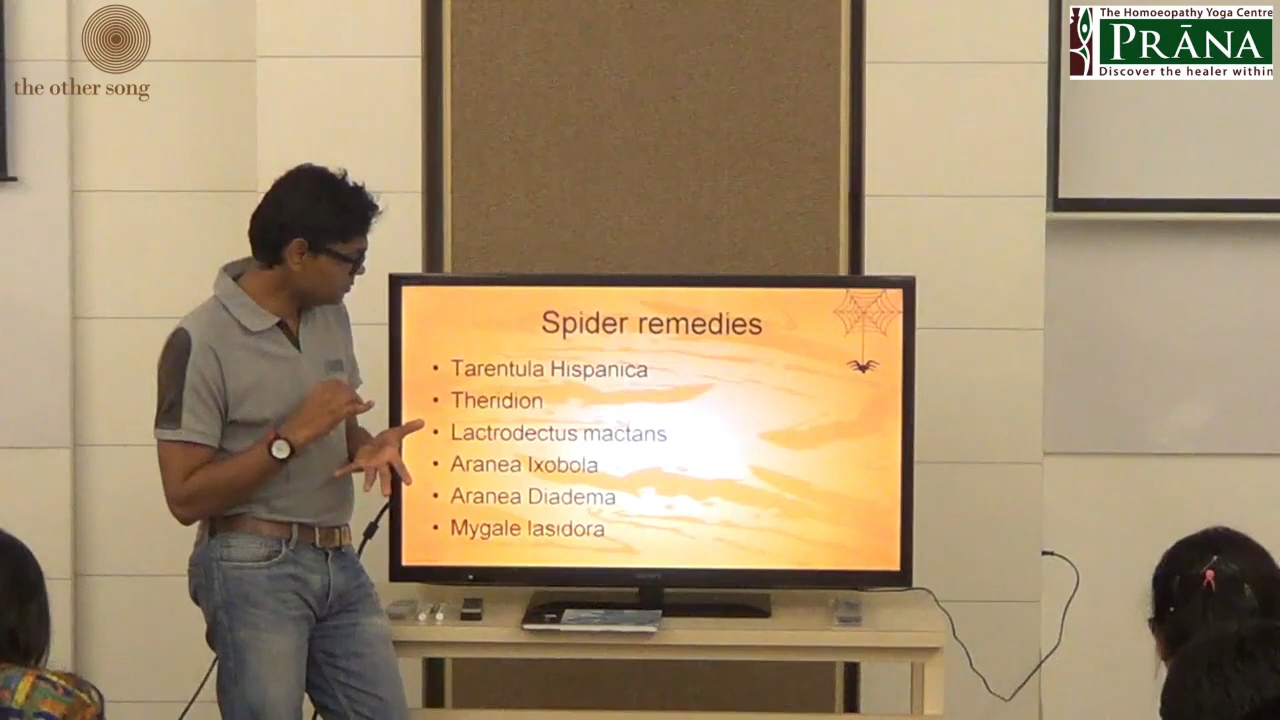 the other song
The Homoeopathy Yoga Centre
PRĀNA
Discover the healer within
Spider remedies
• Tarentula Hispanica
• Theridion
• Lactrodectus mactans
• Aranea Ixobola
• Aranea Diadema
• Mygale lasidora